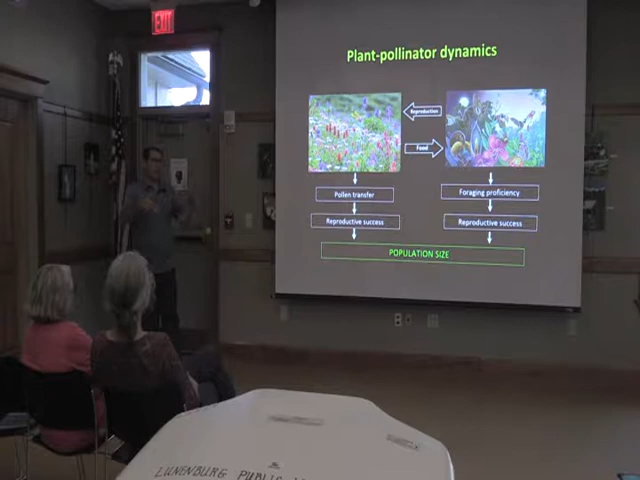 EXIT
Plant-pollinator dynamics
Reproduction
Food
Pollen transfer
Foraging proficiency
Reproductive success
Reproductive success
POPULATION SIZE
LUNENBURG PUBLIC